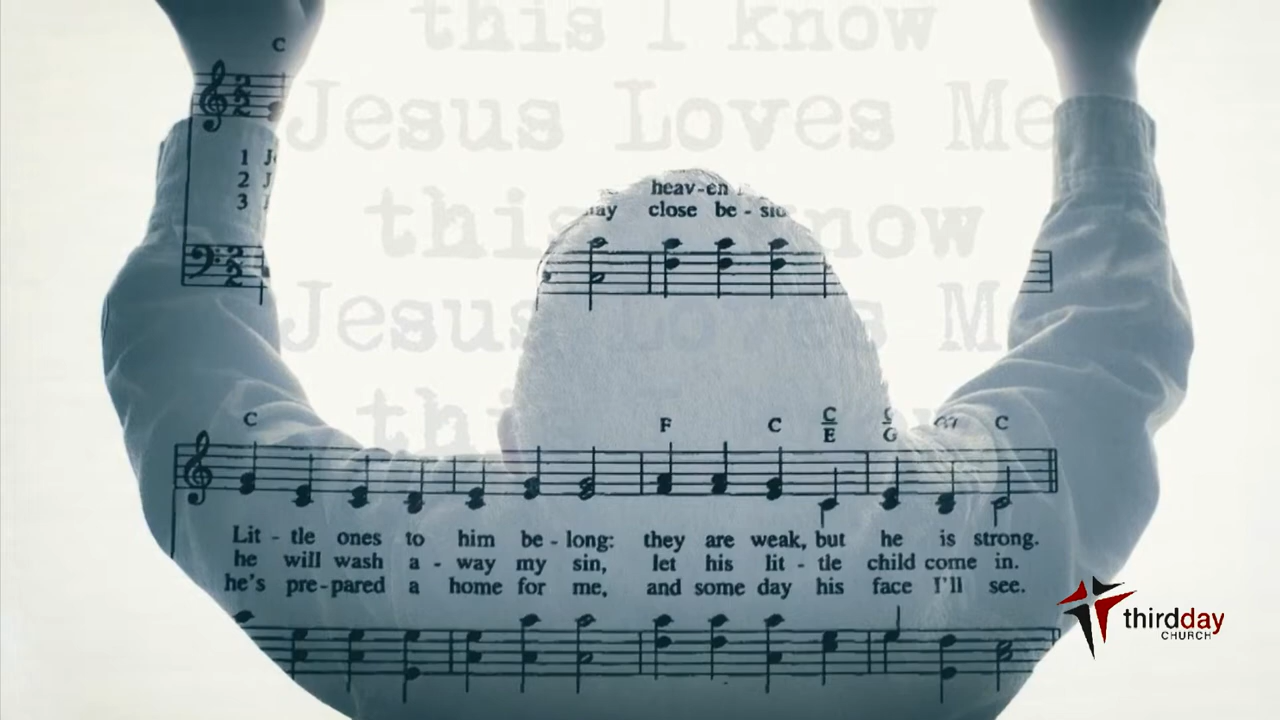 this I know
C
Jesus Loves Me
1
2
3
heav-en
close be-
this know
Jesus Loves
C F C C/E C
Lit - tle ones to him be - long: they are weak, but he is strong.
he will wash a - way my sin, let his lit - tle child come in.
he's pre-pared a home for me, and some day his face I'll see.
thirdday
CHURCH